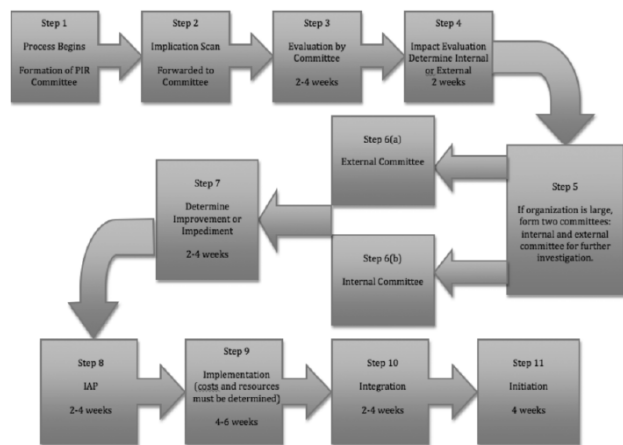 Step 1
Process Begins
Formation of PIR
Committee
Step 2
Implication Scan
Forwarded to
Committee
Step 3
Evaluation by
Committee
2-4 weeks
Step 4
Impact Evaluation
Determine Internal
or External
2 weeks
Step 5
If organization is large,
form two committees:
internal and external
committee for further
investigation.
Step 6(a)
External Committee
Step 6(b)
Internal Committee
Step 7
Determine
Improvement or
Impediment
2-4 weeks
Step 8
IAP
2-4 weeks
Step 9
Implementation
(costs and resources
must be determined)
4-6 weeks
Step 10
Integration
2-4 weeks
Step 11
Initiation
4 weeks